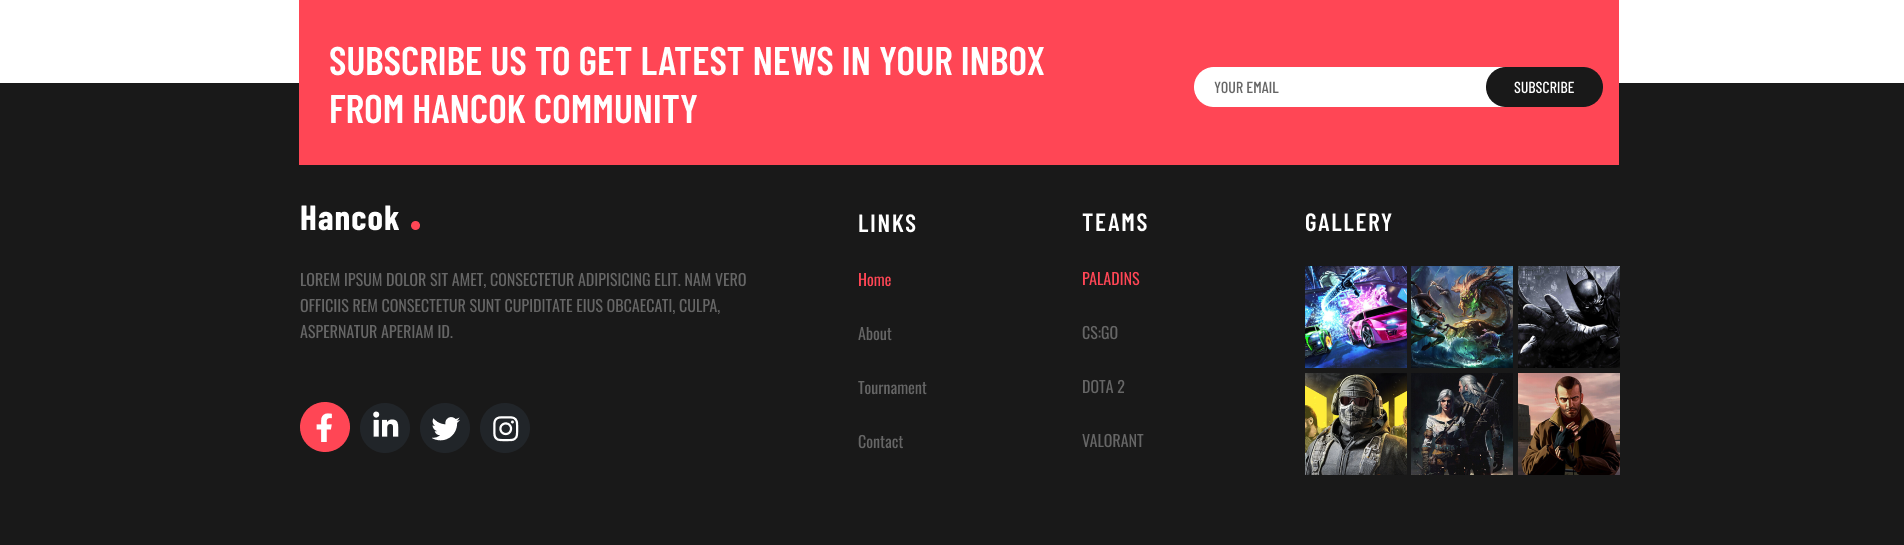 SUBSCRIBE US TO GET LATEST NEWS IN YOUR INBOX
FROM HANCOK COMMUNITY
YOUR EMAIL
SUBSCRIBE
Hancok
LOREM IPSUM DOLOR SIT AMET, CONSECTETUR ADIPISICING ELIT. NAM VERO
OFFICIIS REM CONSECTETUR SUNT CUPIDITATE EIUS OBCAECATI, CULPA,
ASPERNATUR APERIAM ID.
LINKS
Home
About
Tournament
Contact
TEAMS
PALADINS
CS:GO
DOTA 2
VALORANT
GALLERY